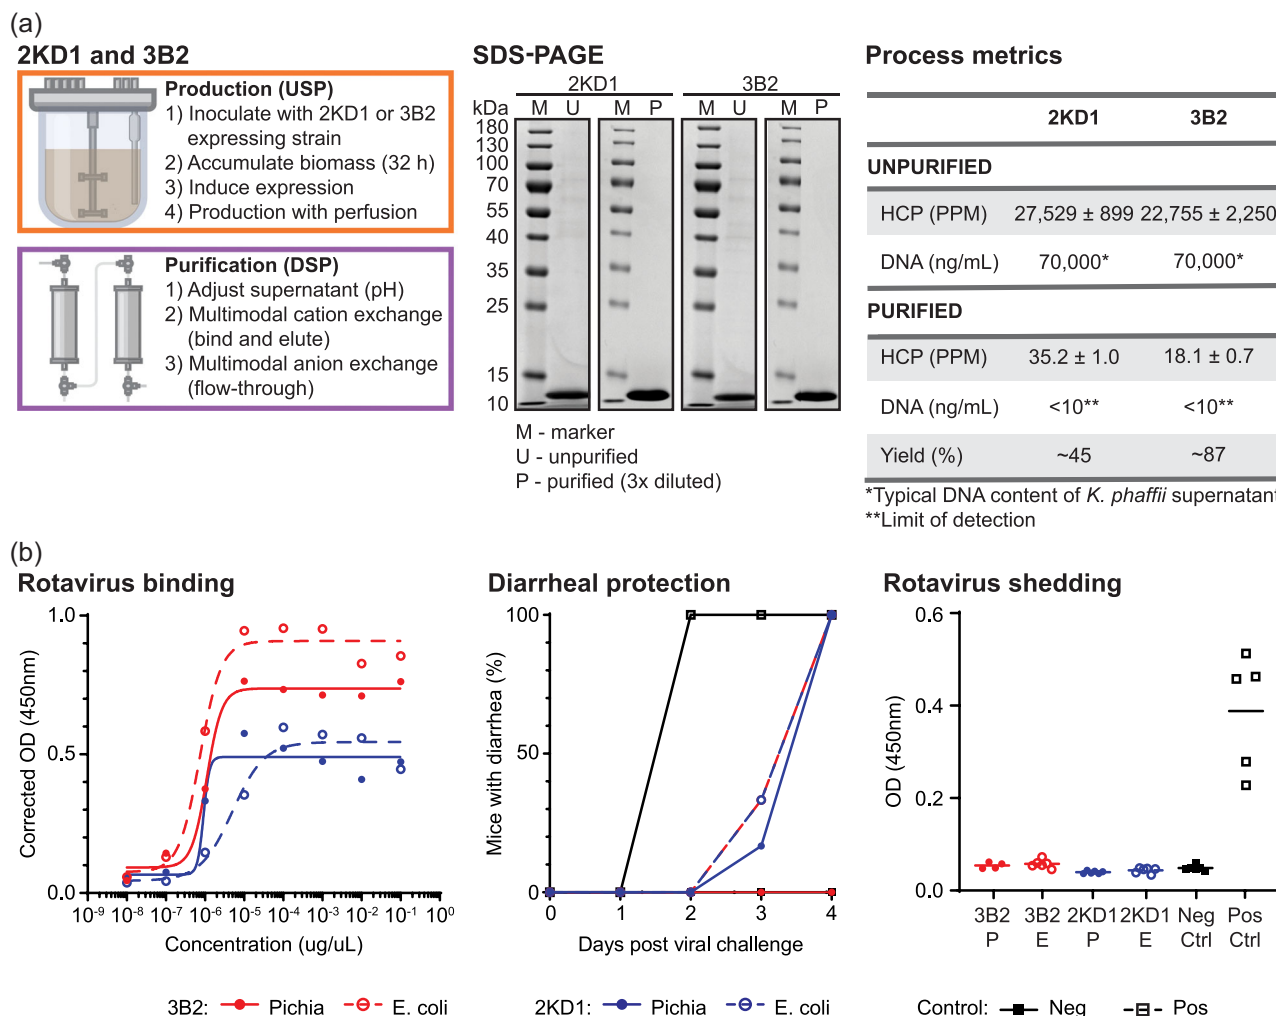 (a)
2KD1 and 3B2
Production (USP)
1) Inoculate with 2KD1 or 3B2
expressing strain
2) Accumulate biomass (32 h)
3) Induce expression
4) Production with perfusion
Purification (DSP)
1) Adjust supernatant (pH)
2) Multimodal cation exchange
(bind and elute)
3) Multimodal anion exchange
(flow-through)
SDS-PAGE
2KD1 3B2
kDa M U M P M U M P
180
130
100
70
55
40
35
25
15
10
M - marker
U - unpurified
P - purified (3x diluted)
Process metrics
2KD1 3B2
UNPURIFIED
HCP (PPM) 27,529 ± 899 22,755 ± 2,250
DNA (ng/mL) 70,000* 70,000*
PURIFIED
HCP (PPM) 35.2 ± 1.0 18.1 ± 0.7
DNA (ng/mL) <10** <10**
Yield (%) ~45 ~87
*Typical DNA content of K. phaffii supernatant
**Limit of detection
(b)
Rotavirus binding
Corrected OD (450nm)
1.0
0.5
0.0
10⁻⁹ 10⁻⁸ 10⁻⁷ 10⁻⁶ 10⁻⁵ 10⁻⁴ 10⁻³ 10⁻² 10⁻¹ 10⁰
Concentration (ug/uL)
Diarrheal protection
Mice with diarrhea (%)
100
50
0
0 1 2 3 4
Days post viral challenge
Rotavirus shedding
OD (450nm)
0.6
0.4
0.2
0.0
3B2 3B2 2KD1 2KD1 Neg Pos
P E P E Ctrl Ctrl
3B2: Pichia E. coli 2KD1: Pichia E. coli Control: Neg Pos